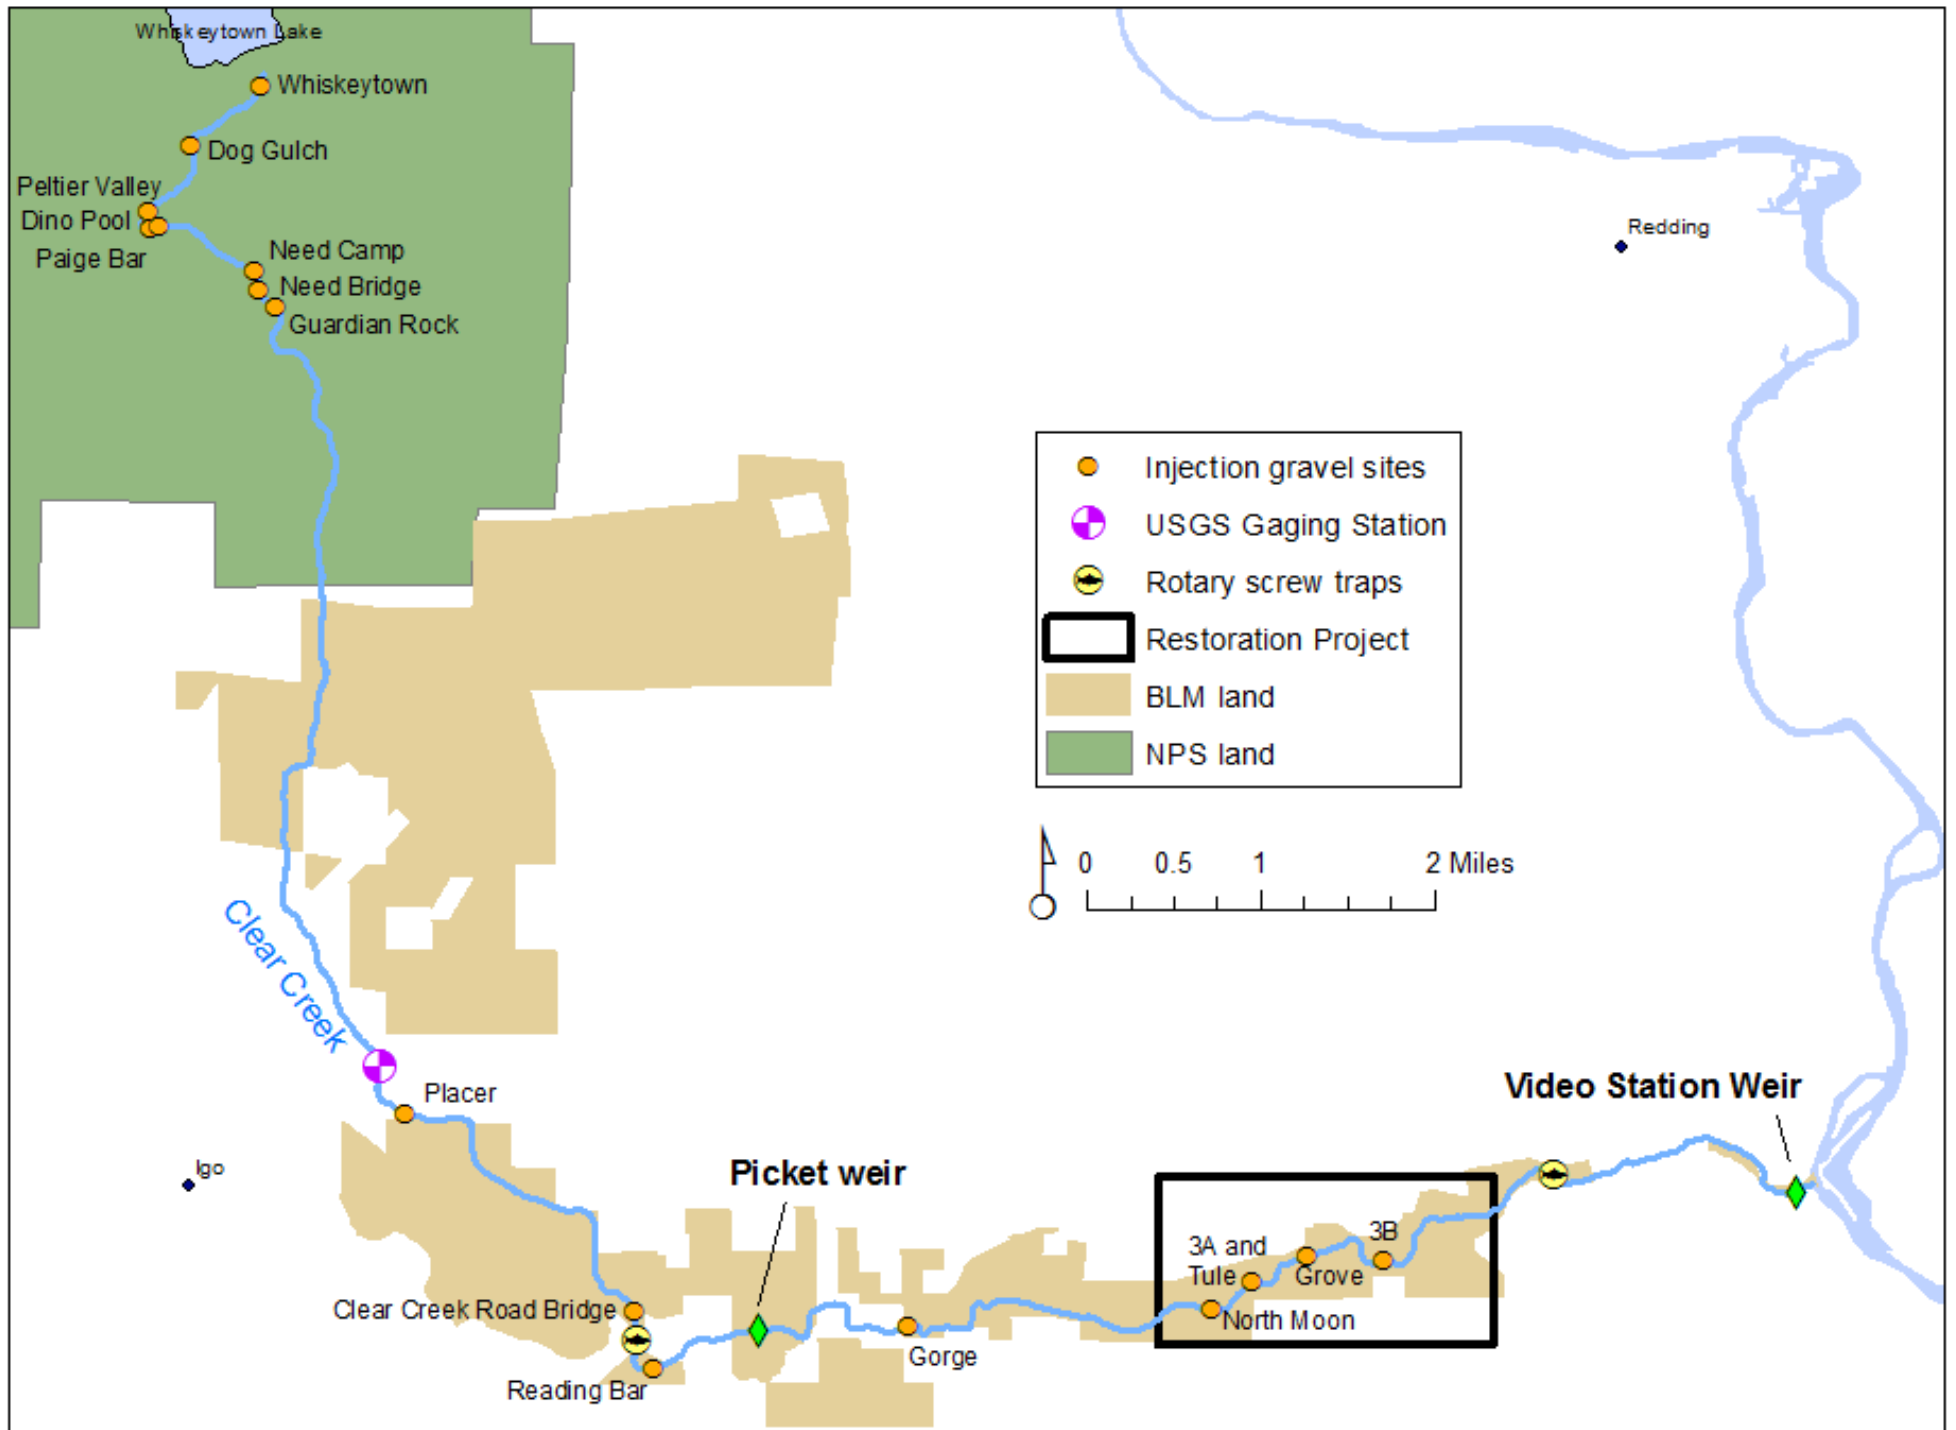 Whiskeytown Lake
Whiskeytown
Dog Gulch
Peltier Valley
Dino Pool
Paige Bar
Need Camp
Need Bridge
Guardian Rock
Redding
Injection gravel sites
USGS Gaging Station
Rotary screw traps
Restoration Project
BLM land
NPS land
0 0.5 1 2 Miles
Clear Creek
Placer
Igo
Video Station Weir
Picket weir
3A and
Tule
Grove
3B
North Moon
Clear Creek Road Bridge
Gorge
Reading Bar